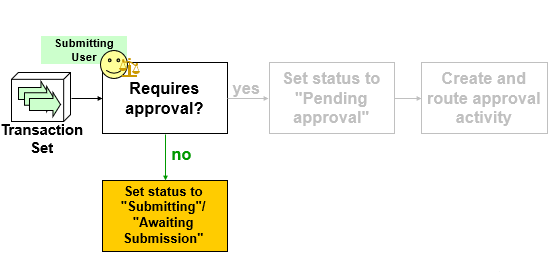 Submitting
User
Transaction
Set
Requires
approval?
yes
Set status to
"Pending
approval"
Create and
route approval
activity
no
Set status to
"Submitting"/
"Awaiting
Submission"